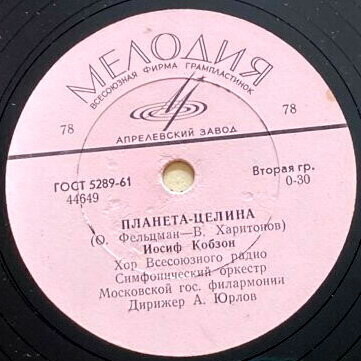 МЕЛОДИЯ
ВСЕСОЮЗНАЯ ФИРМА ГРАМПЛАСТИНОК
78 78
АПРЕЛЕВСКИЙ ЗАВОД
ГОСТ 5289-61 Вторая гр.
44649 0-30
ПЛАНЕТА-ЦЕЛИНА
(О. Фельцман—В. Харитонов)
Иосиф Кобзон
Хор Всесоюзного радио
Симфонический оркестр
Московской гос. филармонии
Дирижер А. Юрлов